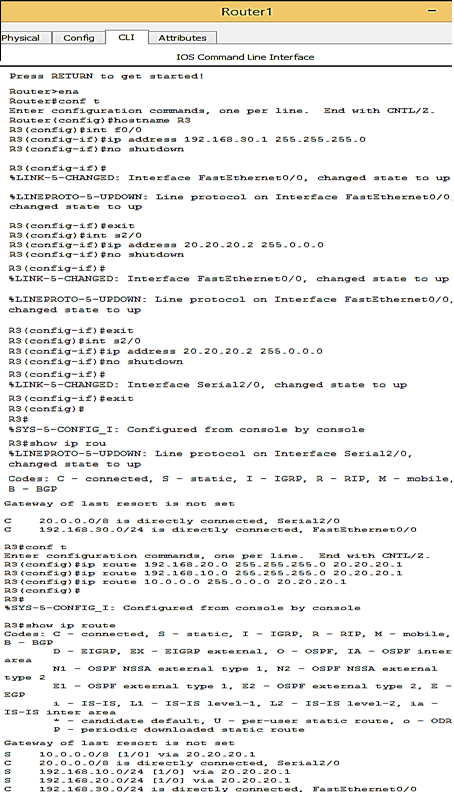 Router1
Physical Config CLI Attributes
IOS Command Line Interface
Press RETURN to get started!
Router>ena
Router#conf t
Enter configuration commands, one per line. End with CNTL/Z.
Router(config)#hostname R3
R3(config)#int f0/0
R3(config-if)#ip address 192.168.30.1 255.255.255.0
R3(config-if)#no shutdown
R3(config-if)#
%LINK-5-CHANGED: Interface FastEthernet0/0, changed state to up
%LINEPROTO-5-UPDOWN: Line protocol on Interface FastEthernet0/0,
changed state to up
R3(config-if)#exit
R3(config)#int s2/0
R3(config-if)#ip address 20.20.20.2 255.0.0.0
R3(config-if)#no shutdown
R3(config-if)#
%LINK-5-CHANGED: Interface FastEthernet0/0, changed state to up
%LINEPROTO-5-UPDOWN: Line protocol on Interface FastEthernet0/0,
changed state to up
R3(config-if)#exit
R3(config)#int s2/0
R3(config-if)#ip address 20.20.20.2 255.0.0.0
R3(config-if)#no shutdown
R3(config-if)#
%LINK-5-CHANGED: Interface Serial2/0, changed state to up
R3(config-if)#exit
R3(config)#
R3#
%SYS-5-CONFIG_I: Configured from console by console
R3#show ip rou
%LINEPROTO-5-UPDOWN: Line protocol on Interface Serial2/0,
changed state to up
Codes: C - connected, S - static, I - IGRP, R - RIP, M - mobile,
B - BGP
Gateway of last resort is not set
C 20.0.0.0/8 is directly connected, Serial2/0
C 192.168.30.0/24 is directly connected, FastEthernet0/0
R3#conf t
Enter configuration commands, one per line. End with CNTL/Z.
R3(config)#ip route 192.168.20.0 255.255.255.0 20.20.20.1
R3(config)#ip route 192.168.10.0 255.255.255.0 20.20.20.1
R3(config)#ip route 10.0.0.0 255.0.0.0 20.20.20.1
R3(config)#
R3#
%SYS-5-CONFIG_I: Configured from console by console
R3#show ip route
Codes: C - connected, S - static, I - IGRP, R - RIP, M - mobile,
B - BGP
D - EIGRP, EX - EIGRP external, O - OSPF, IA - OSPF inter
area
N1 - OSPF NSSA external type 1, N2 - OSPF NSSA external
type 2
E1 - OSPF external type 1, E2 - OSPF external type 2, E -
EGP
i - IS-IS, L1 - IS-IS level-1, L2 - IS-IS level-2, ia -
IS-IS inter area
* - candidate default, U - per-user static route, o - ODR
P - periodic downloaded static route
Gateway of last resort is not set
S 10.0.0.0/8 [1/0] via 20.20.20.1
C 20.0.0.0/8 is directly connected, Serial2/0
S 192.168.10.0/24 [1/0] via 20.20.20.1
S 192.168.20.0/24 [1/0] via 20.20.20.1
C 192.168.30.0/24 is directly connected, FastEthernet0/0